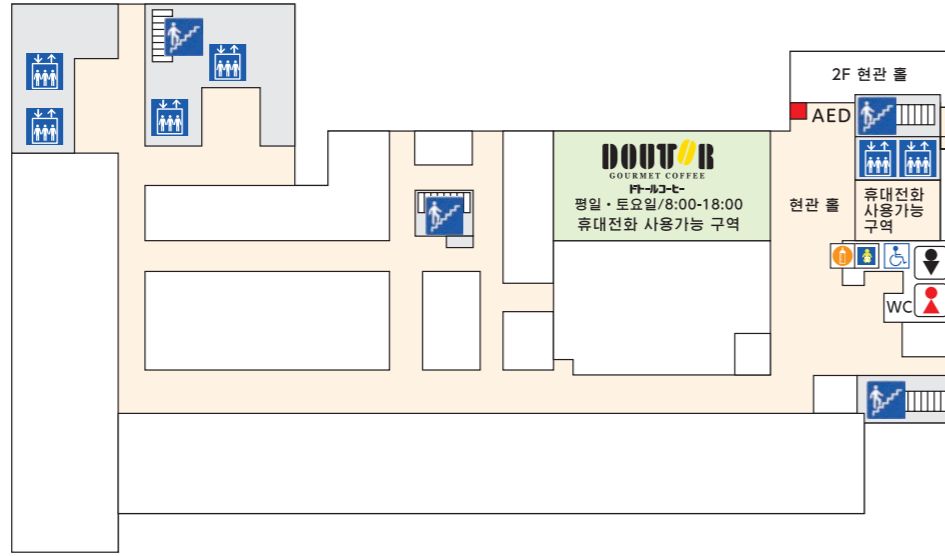 2F 현관 홀
AED
DOUTOR
GOURMET COFFEE
ドトールコーヒー
평일・토요일/8:00-18:00
휴대전화 사용가능 구역
현관 홀
휴대전화
사용가능
구역
WC